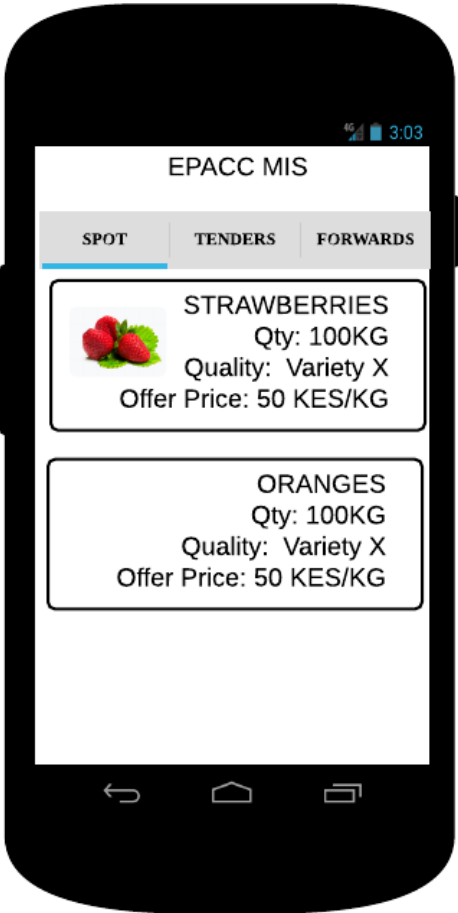 4G 3:03
EPACC MIS
SPOT TENDERS FORWARDS
STRAWBERRIES
Qty: 100KG
Quality: Variety X
Offer Price: 50 KES/KG
ORANGES
Qty: 100KG
Quality: Variety X
Offer Price: 50 KES/KG